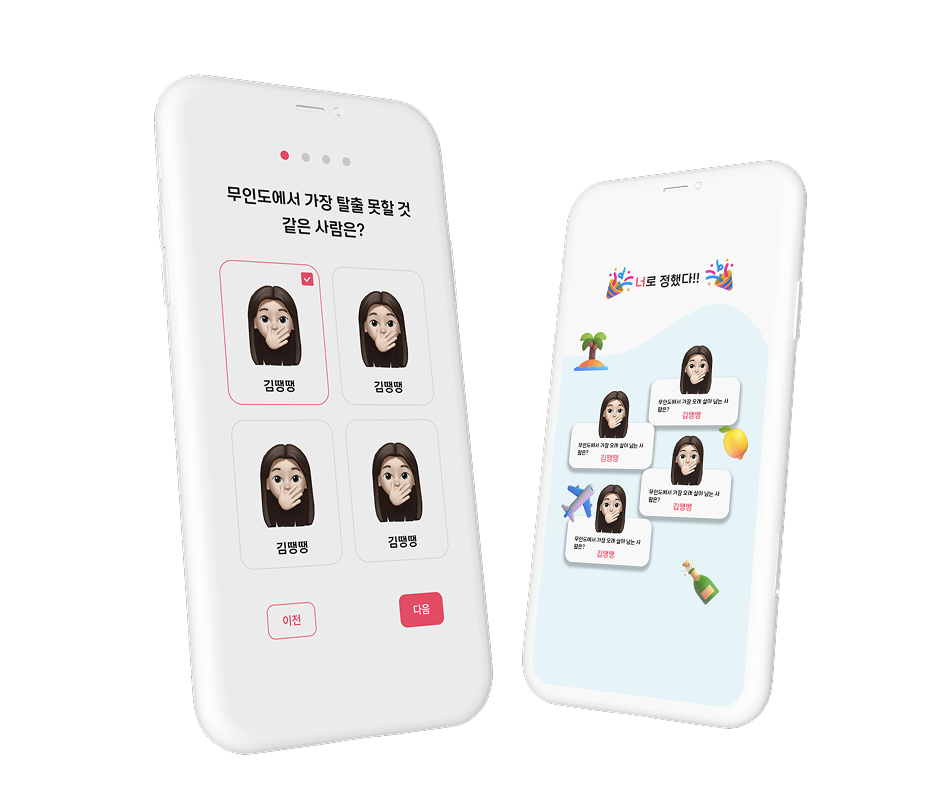 무인도에서 가장 탈출 못할 것
같은 사람은?
김땡땡
김땡땡
김땡땡
김땡땡
이전
다음
너로 정했다!!
무인도에서 가장 오래 살아 남는 사
람은?
김땡땡
무인도에서 가장 오래 살아 남는 사
람은?
김땡땡
무인도에서 가장 오래 살아 남는 사
람은?
김땡땡
무인도에서 가장 오래 살아 남는 사
람은?
김땡땡